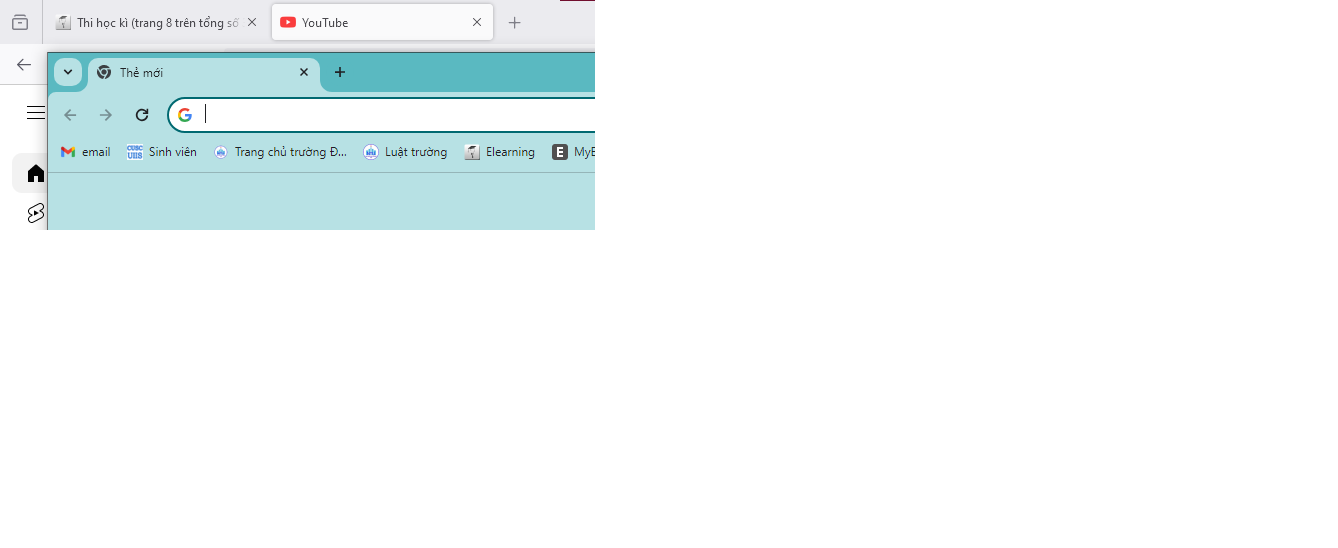 Thi học kì (trang 8 trên tổng số
YouTube
Thẻ mới
email
Sinh viên
Trang chủ trường Đ...
Luật trường
Elearning
MyE